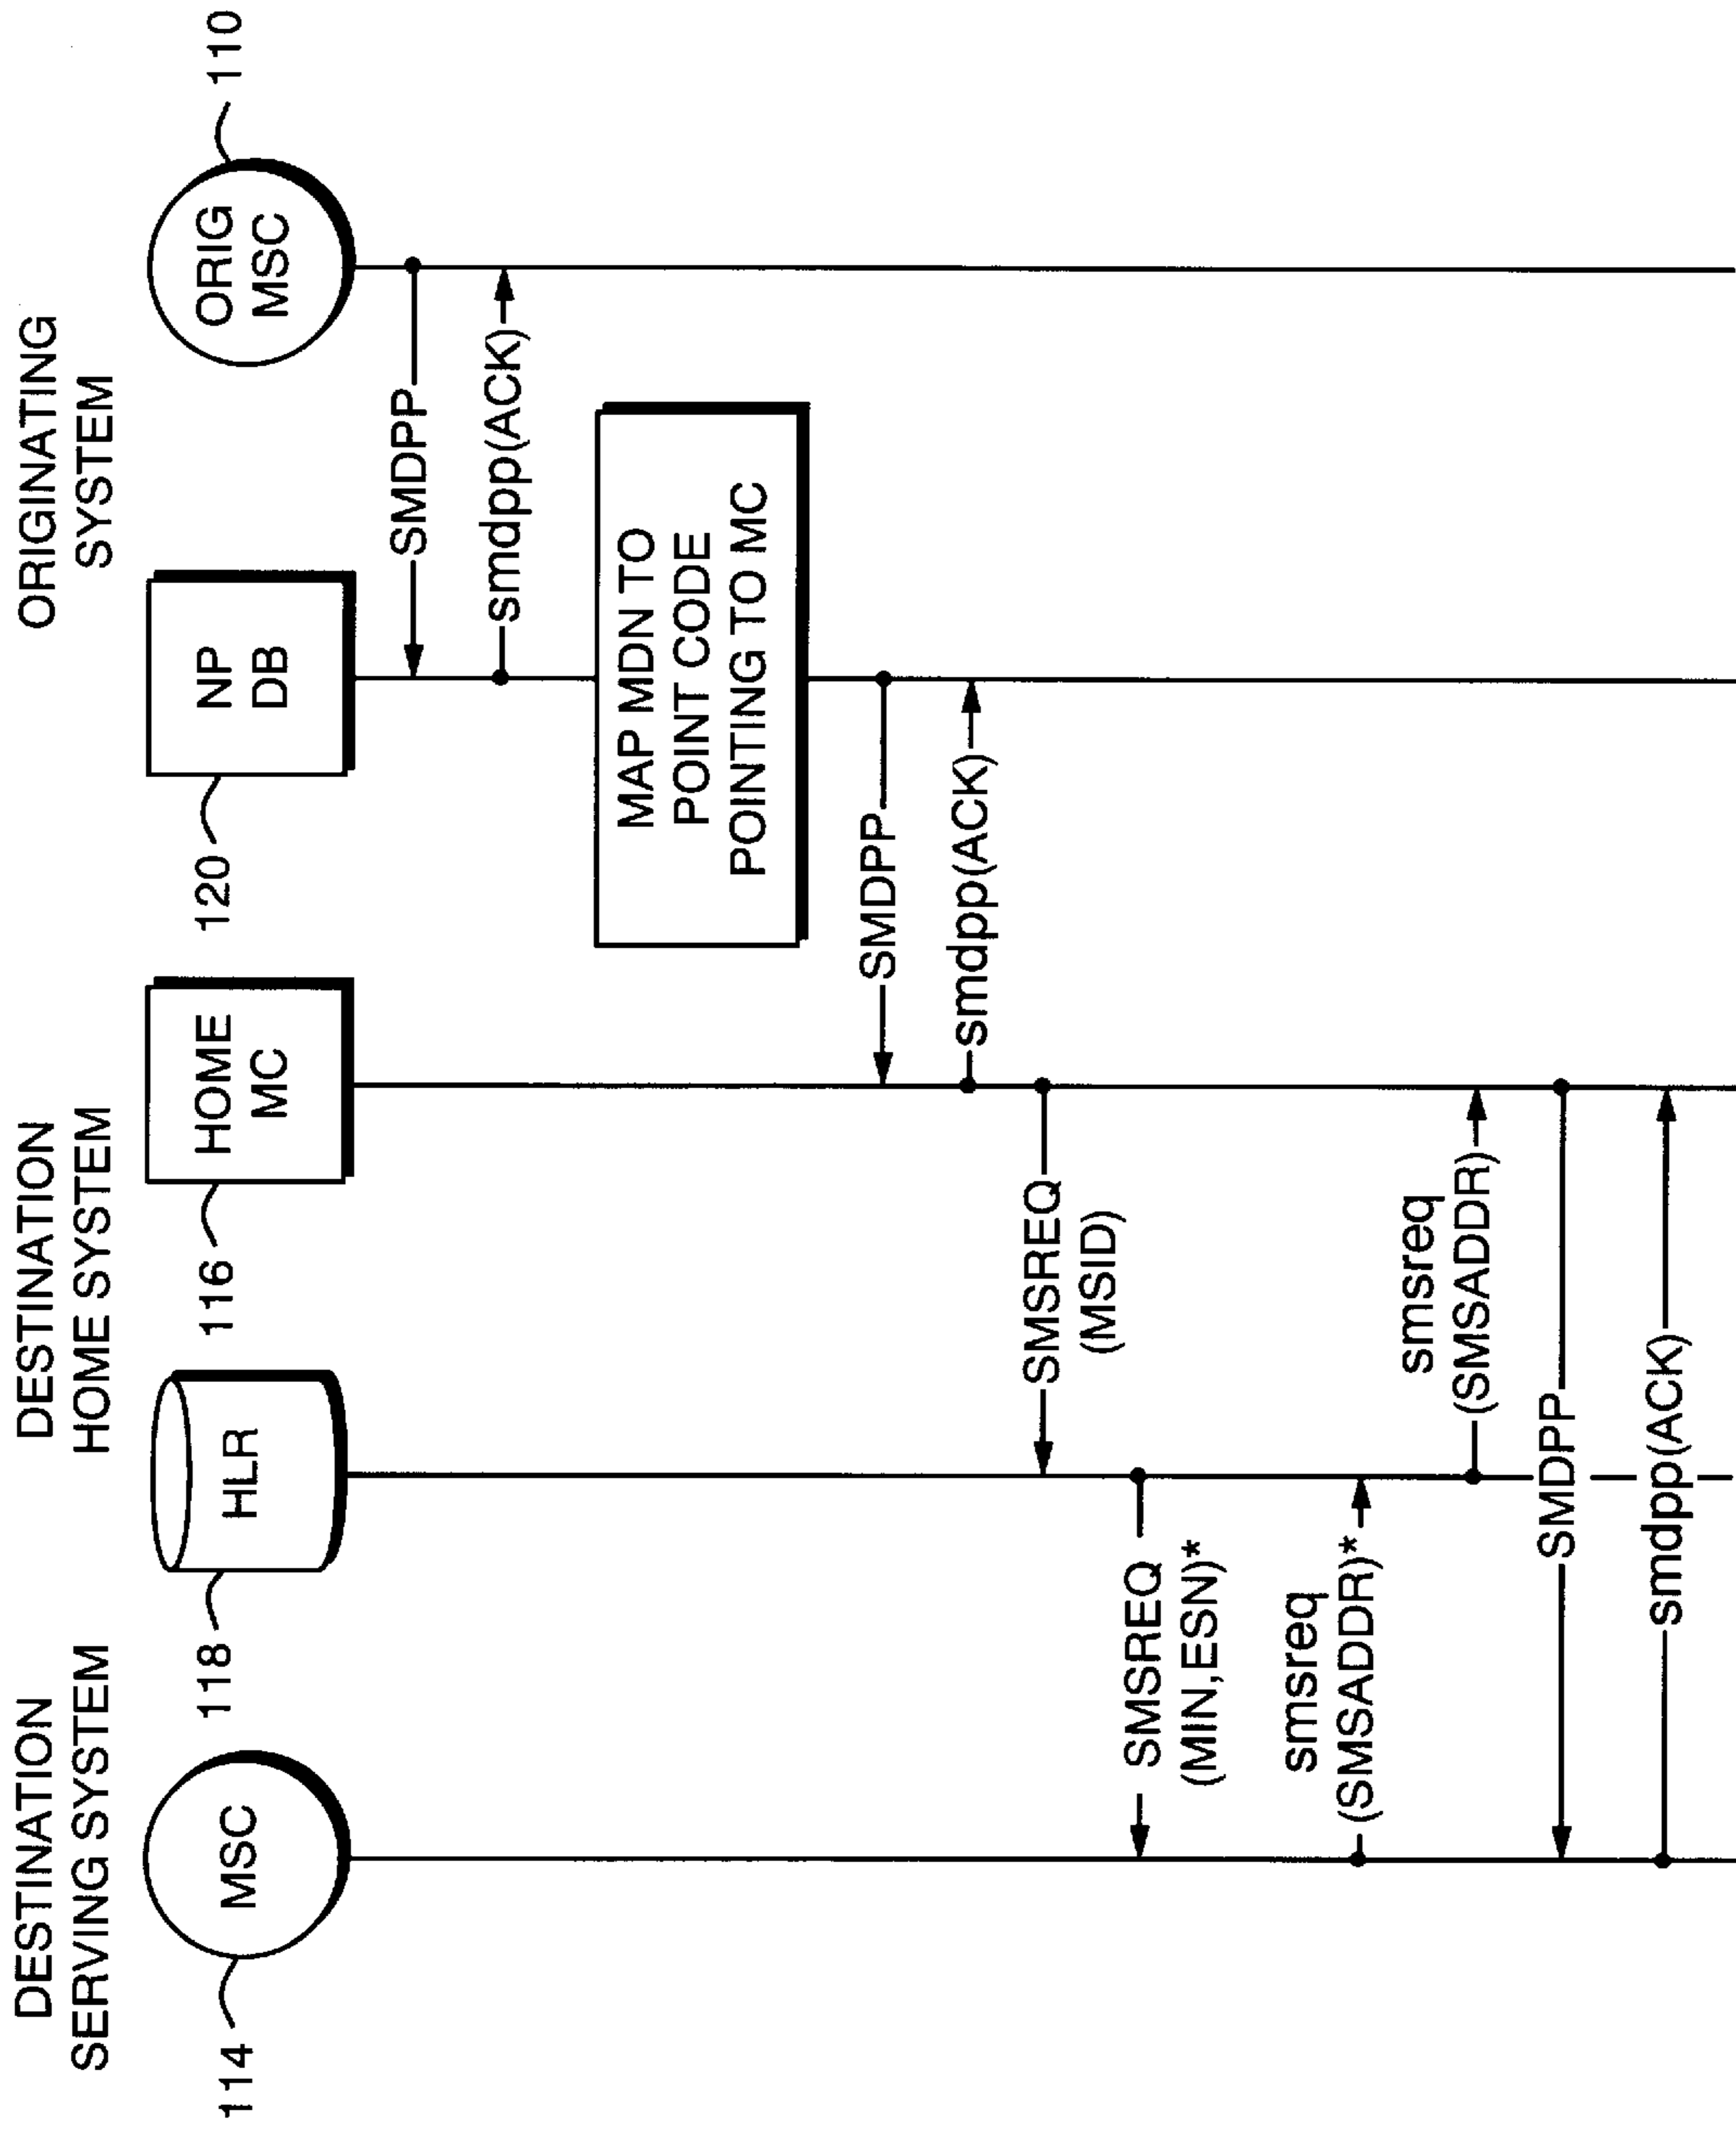 DESTINATION
SERVING SYSTEM
DESTINATION
HOME SYSTEM
ORIGINATING
SYSTEM
114
MSC
118
HLR
116
HOME
MC
120
NP
DB
ORIG
MSC
110
SMDPP
smdpp(ACK)
MAP MDN TO
POINT CODE
POINTING TO MC
SMDPP
smdpp(ACK)
SMSREQ
(MSID)
SMSREQ
(MIN,ESN)*
smsreq
(SMSADDR)*
smsreq
(SMSADDR)
SMDPP
smdpp(ACK)